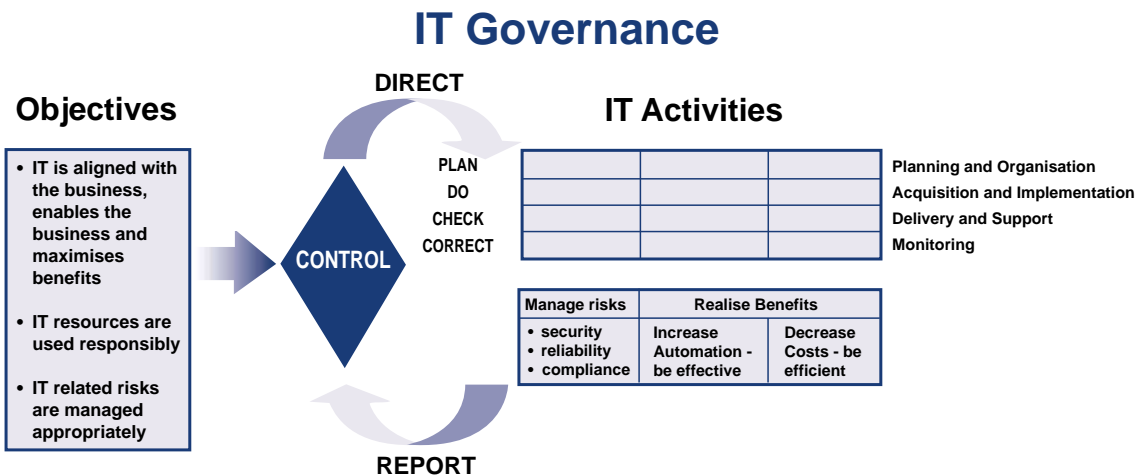 IT Governance
DIRECT
Objectives
IT Activities
• IT is aligned with
the business,
enables the
business and
maximises
benefits
• IT resources are
used responsibly
• IT related risks
are managed
appropriately
CONTROL
PLAN
DO
CHECK
CORRECT
Planning and Organisation
Acquisition and Implementation
Delivery and Support
Monitoring
Manage risks
• security
• reliability
• compliance
Realise Benefits
Increase
Automation -
be effective
Decrease
Costs - be
efficient
REPORT